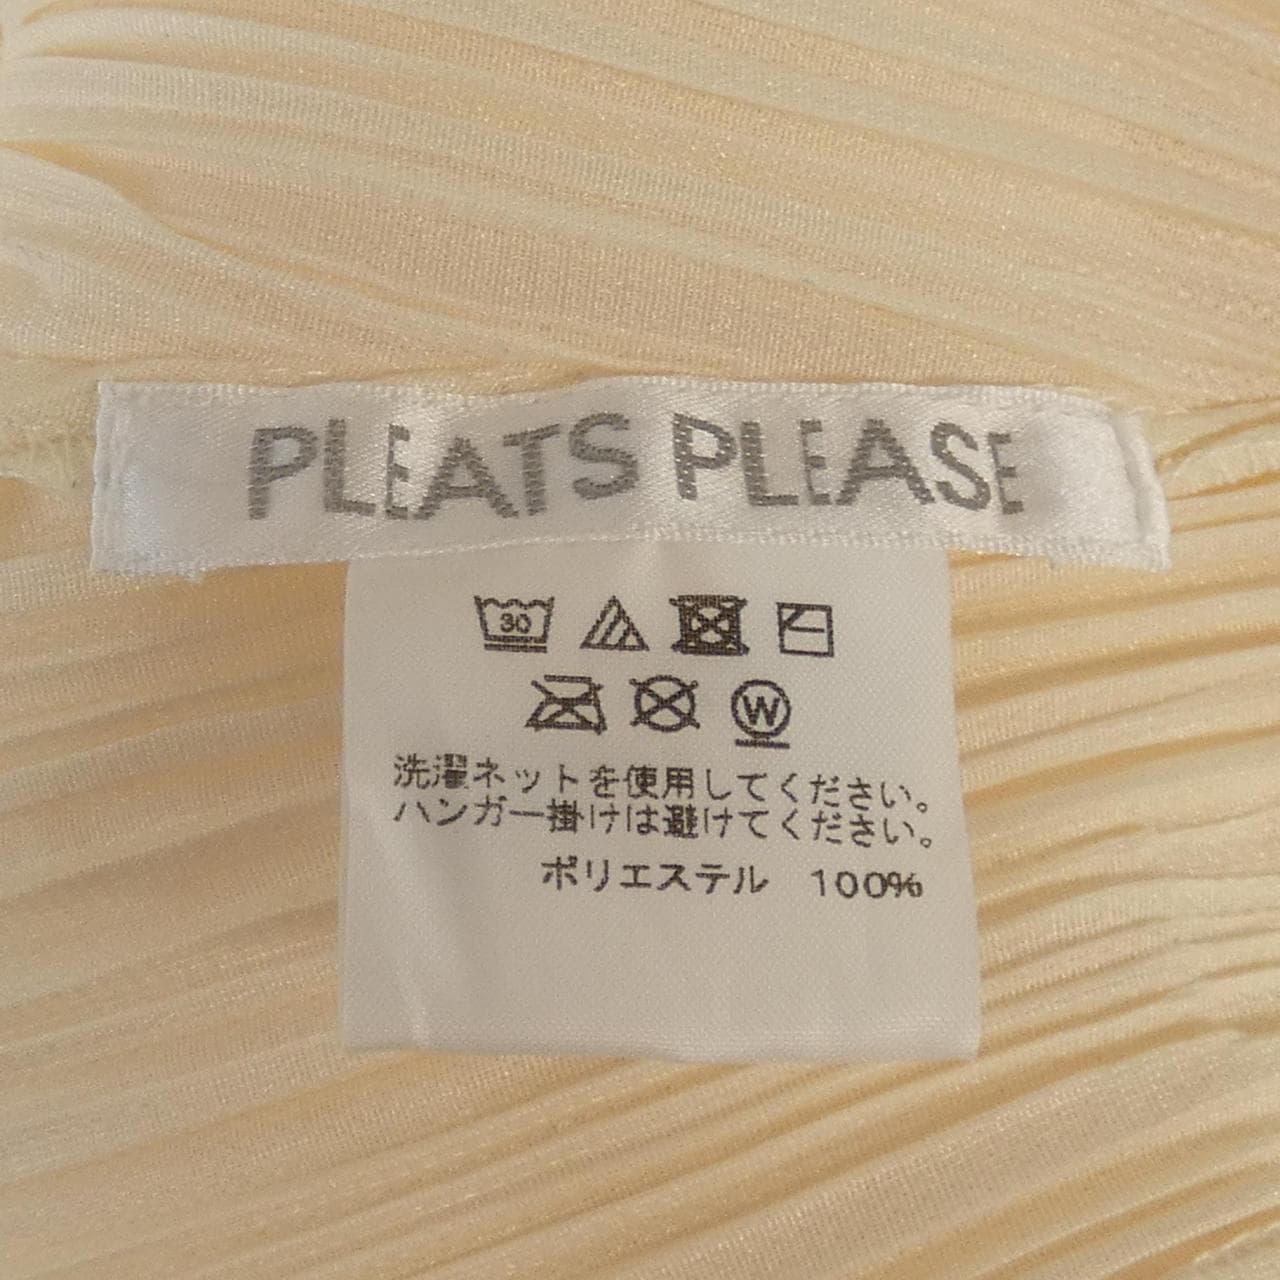 PLEATS PLEASE
30
W
洗濯ネットを使用してください。
ハンガー掛けは避けてください。
ポリエステル 100%